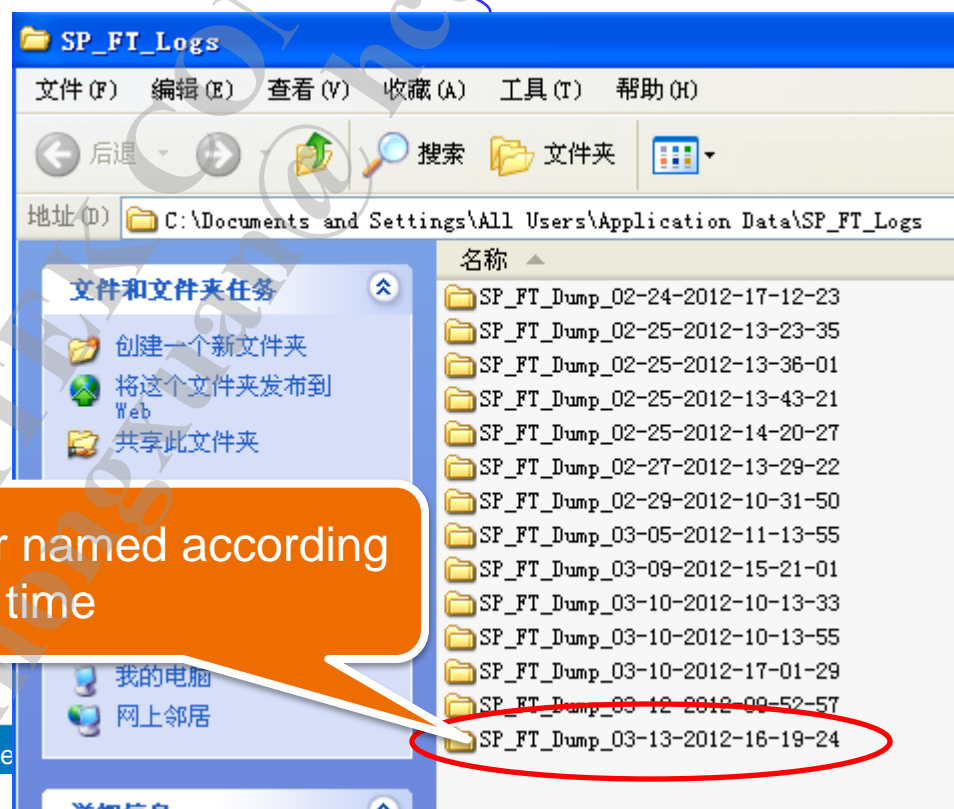 SP_FT_Logs
文件(F) 编辑(E) 查看(V) 收藏(A) 工具(T) 帮助(H)
后退 搜索 文件夹
地址(D) C:\Documents and Settings\All Users\Application Data\SP_FT_Logs
名称
文件和文件夹任务
创建一个新文件夹
将这个文件夹发布到
Web
共享此文件夹
named according
time
我的电脑
网上邻居
SP_FT_Dump_02-24-2012-17-12-23
SP_FT_Dump_02-25-2012-13-23-35
SP_FT_Dump_02-25-2012-13-36-01
SP_FT_Dump_02-25-2012-13-43-21
SP_FT_Dump_02-25-2012-14-20-27
SP_FT_Dump_02-27-2012-13-29-22
SP_FT_Dump_02-29-2012-10-31-50
SP_FT_Dump_03-05-2012-11-13-55
SP_FT_Dump_03-09-2012-15-21-01
SP_FT_Dump_03-10-2012-10-13-33
SP_FT_Dump_03-10-2012-10-13-55
SP_FT_Dump_03-10-2012-17-01-29
SP_FT_Dump_03-12-2012-09-52-57
SP_FT_Dump_03-13-2012-16-19-24